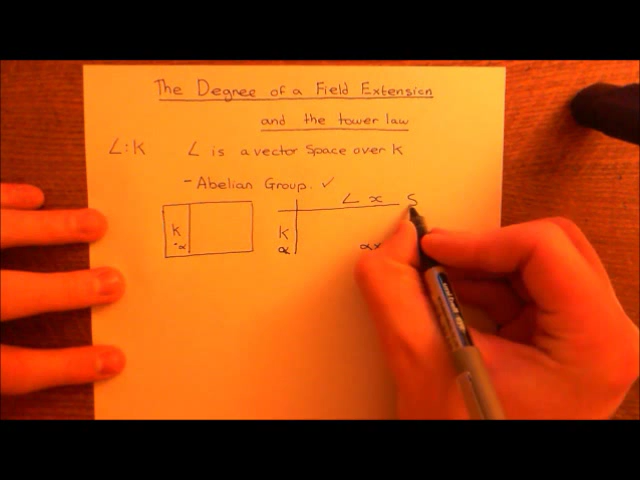 The Degree of a Field Extension
and the tower law
L:K L is a vector space over K
- Abelian Group. ✓
L x S
K K
α α αx